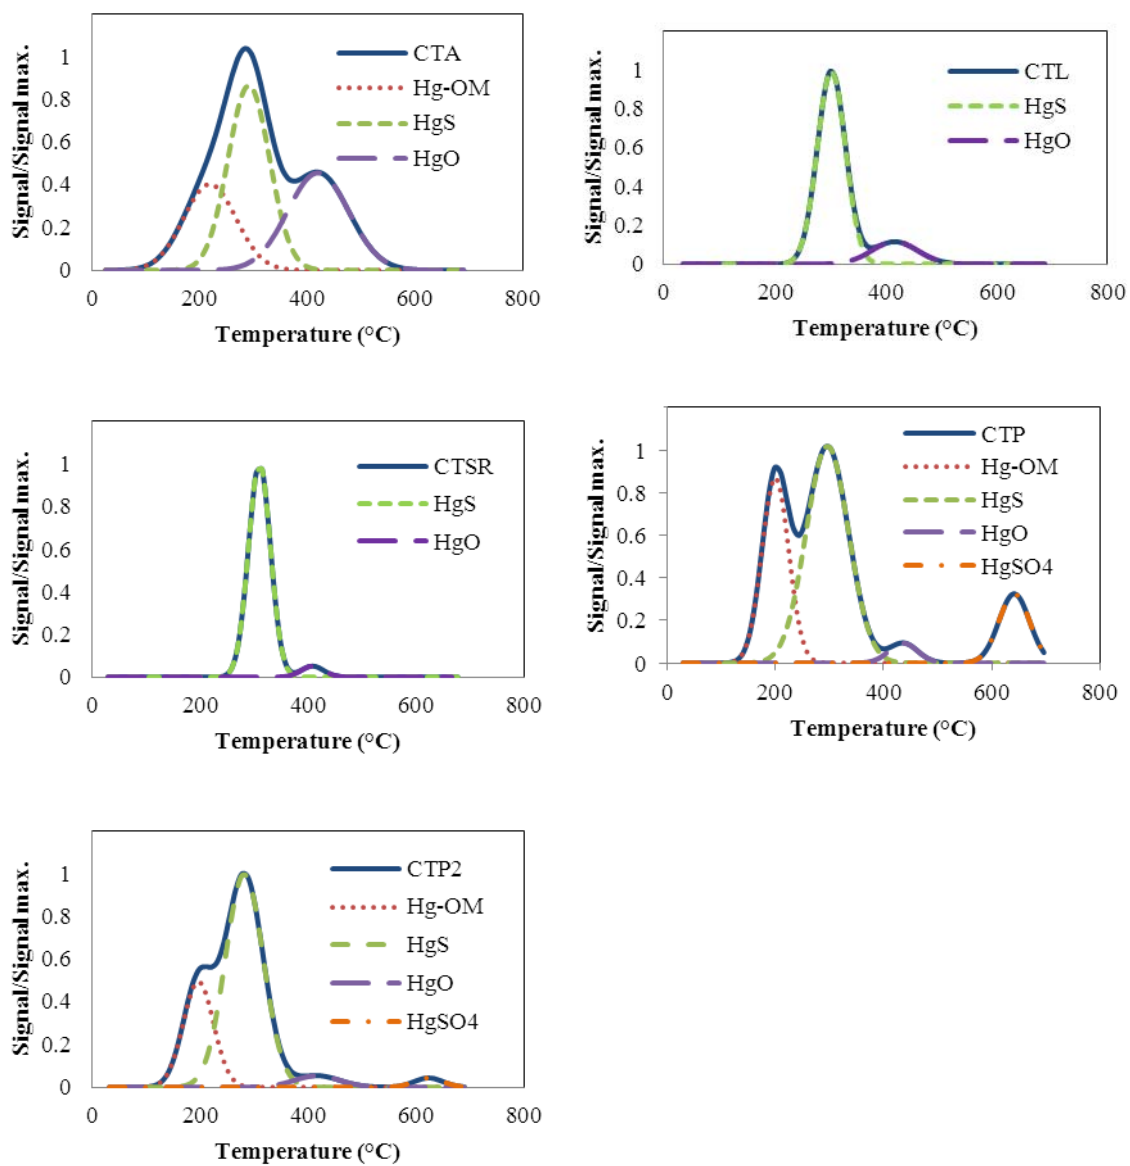 Signal/Signal max.
1
0.8
0.6
0.4
0.2
0
0 200 400 600 800
Temperature (°C)
CTA
Hg-OM
HgS
HgO
Signal/Signal max.
1
0.8
0.6
0.4
0.2
0
0 200 400 600 800
Temperature (°C)
CTL
HgS
HgO
Signal/Signal max.
1
0.8
0.6
0.4
0.2
0
0 200 400 600 800
Temperature (°C)
CTSR
HgS
HgO
Signal/Signal max.
1
0.8
0.6
0.4
0.2
0
0 200 400 600 800
Temperature (°C)
CTP
Hg-OM
HgS
HgO
HgSO4
Signal/Signal max.
1
0.8
0.6
0.4
0.2
0
0 200 400 600 800
Temperature (°C)
CTP2
Hg-OM
HgS
HgO
HgSO4